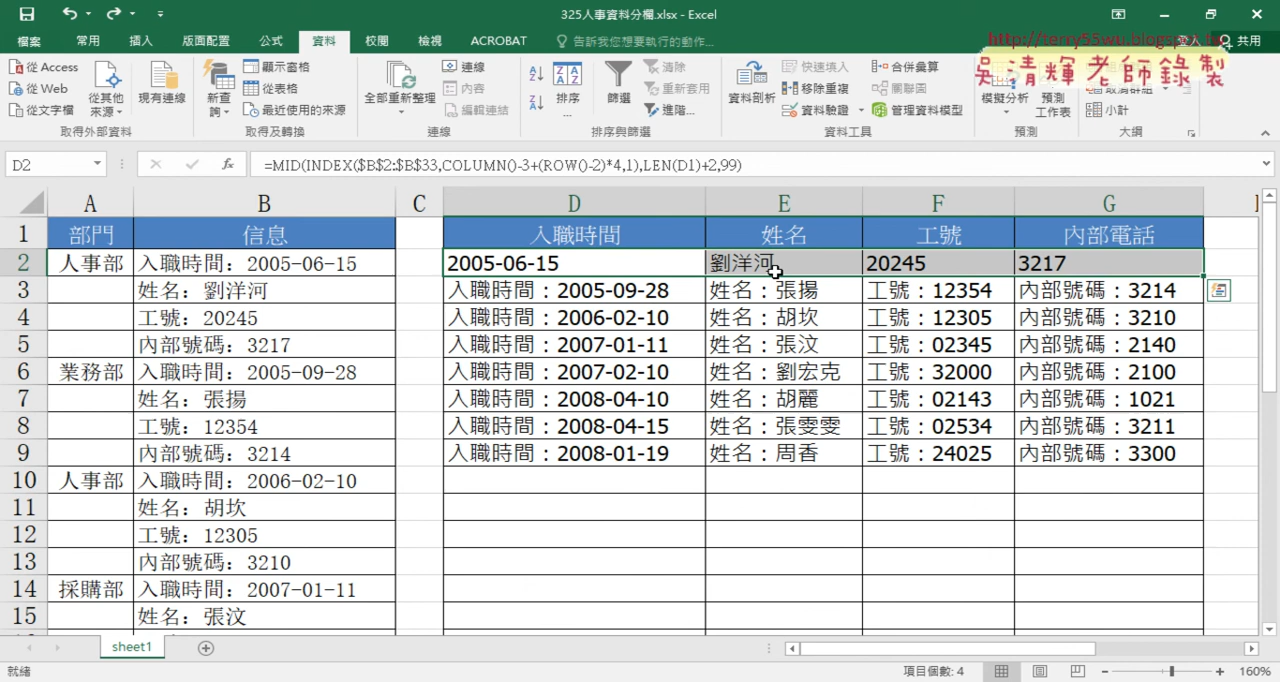 325人事資料分欄.xlsx - Excel
檔案 常用 插入 版面配置 公式 資料 校閱 檢視 ACROBAT 告訴我您想要執行的動作... 登入 共用
http://terry55wu.blogspot.tw
吳清輝老師錄製
從 Access
從 Web
從文字檔
從其他來源
現有連線
取得外部資料
新查詢
顯示查詢
從表格
最近使用的來源
取得及轉換
全部重新整理
連線
內容
編輯連結
連線
排序...
篩選
清除
重新套用
進階...
排序與篩選
資料剖析
快速填入
移除重複
資料驗證
合併彙算
關聯圖
管理資料模型
資料工具
模擬分析
預測工作表
預測
取消群組
小計
大綱
D2
fx
=MID(INDEX($B$2:$B$33,COLUMN()-3+(ROW()-2)*4,1),LEN(D1)+2,99)
A B C D E F G
1 部門 信息 入職時間 姓名 工號 內部電話
2 人事部 入職時間：2005-06-15 2005-06-15 劉洋河 20245 3217
3 姓名：劉洋河 入職時間：2005-09-28 姓名：張揚 工號：12354 內部號碼：3214
4 工號：20245 入職時間：2006-02-10 姓名：胡坎 工號：12305 內部號碼：3210
5 內部號碼：3217 入職時間：2007-01-11 姓名：張汶 工號：02345 內部號碼：2140
6 業務部 入職時間：2005-09-28 入職時間：2007-02-10 姓名：劉宏克 工號：32000 內部號碼：2100
7 姓名：張揚 入職時間：2008-04-10 姓名：胡麗 工號：02143 內部號碼：1021
8 工號：12354 入職時間：2008-04-15 姓名：張雯雯 工號：02534 內部號碼：3211
9 內部號碼：3214 入職時間：2008-01-19 姓名：周香 工號：24025 內部號碼：3300
10 人事部 入職時間：2006-02-10
11 姓名：胡坎
12 工號：12305
13 內部號碼：3210
14 採購部 入職時間：2007-01-11
15 姓名：張汶
sheet1
就緒 項目個數: 4 160%